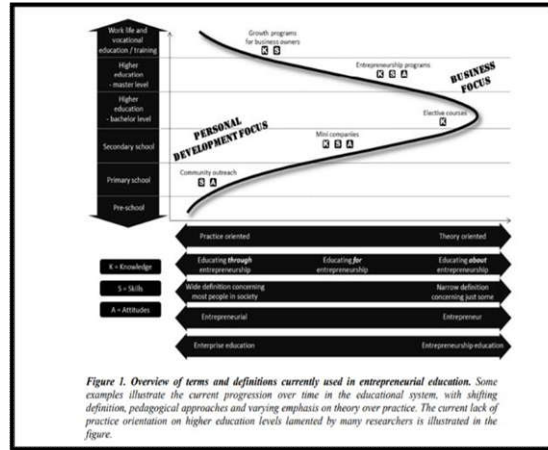 Work life and
vocational
education / training
Higher
education
- master level
Higher
education
- bachelor level
Secondary school
Primary school
Pre-school
Growth programs
for business owners
K S
Entrepreneurship programs
K S A
BUSINESS
FOCUS
Elective courses
K
PERSONAL
DEVELOPMENT FOCUS
Mini companies
K S A
Community outreach
S A
Practice oriented
Theory oriented
K = Knowledge
Educating through
entrepreneurship
Educating for
entrepreneurship
Educating about
entrepreneurship
S = Skills
Wide definition concerning
most people in society
Narrow definition
concerning just some
A = Attitudes
Entrepreneurial
Entrepreneur
Enterprise education
Entrepreneurship education
Figure 1. Overview of terms and definitions currently used in entrepreneurial education. Some
examples illustrate the current progression over time in the educational system, with shifting
definition, pedagogical approaches and varying emphasis on theory over practice. The current lack of
practice orientation on higher education levels lamented by many researchers is illustrated in the
figure.